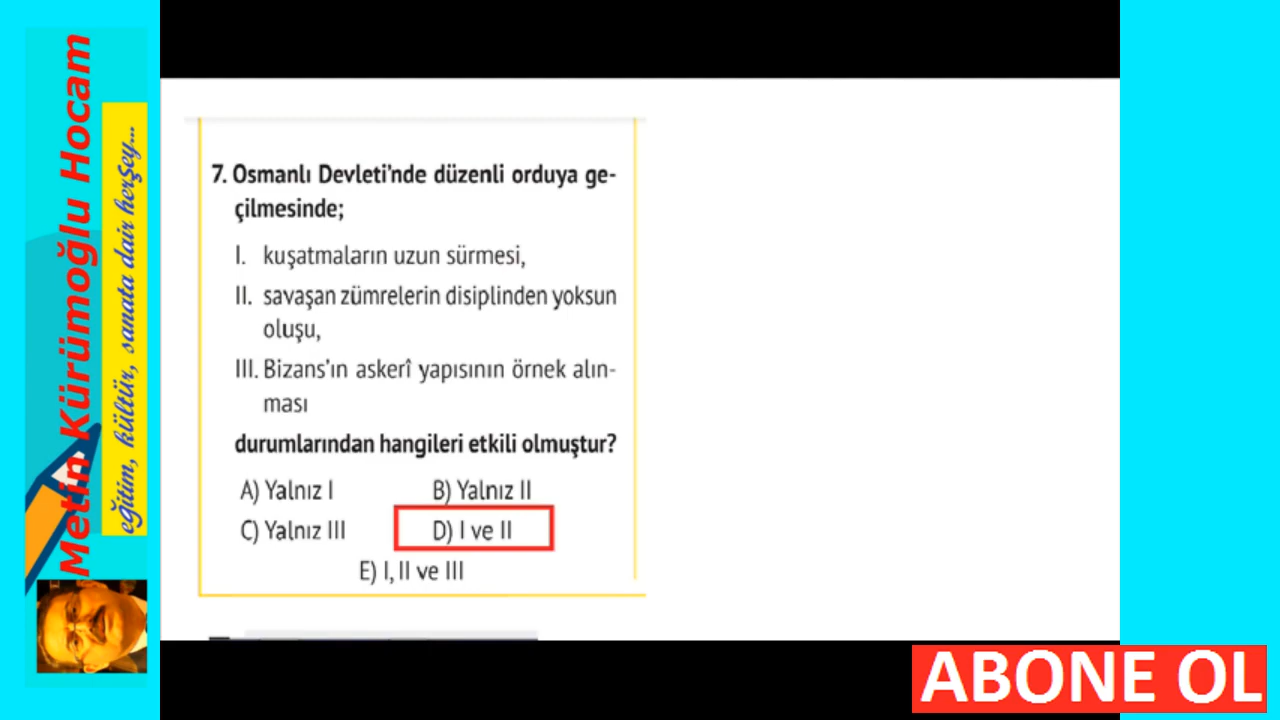 Metin Kürümoğlu Hocam
eğitim, kültür, sanata dair herşey...
7. Osmanlı Devleti'nde düzenli orduya ge-
çilmesinde;
I. kuşatmaların uzun sürmesi,
II. savaşan zümrelerin disiplinden yoksun
oluşu,
III. Bizans'ın askerî yapısının örnek alın-
ması
durumlarından hangileri etkili olmuştur?
A) Yalnız I B) Yalnız II
C) Yalnız III D) I ve II
E) I, II ve III
ABONE OL